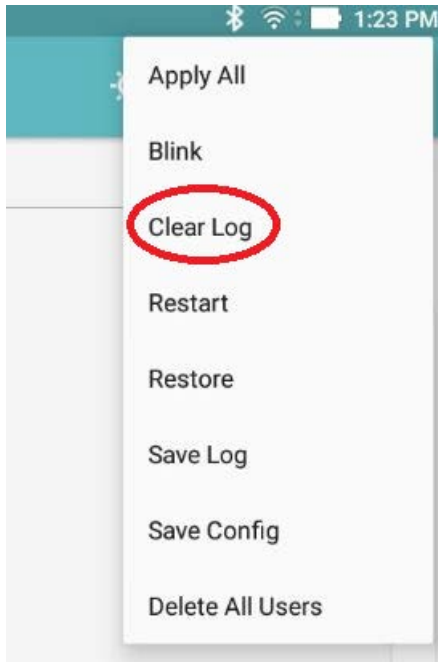 1:23 PM
Apply All
Blink
Clear Log
Restart
Restore
Save Log
Save Config
Delete All Users